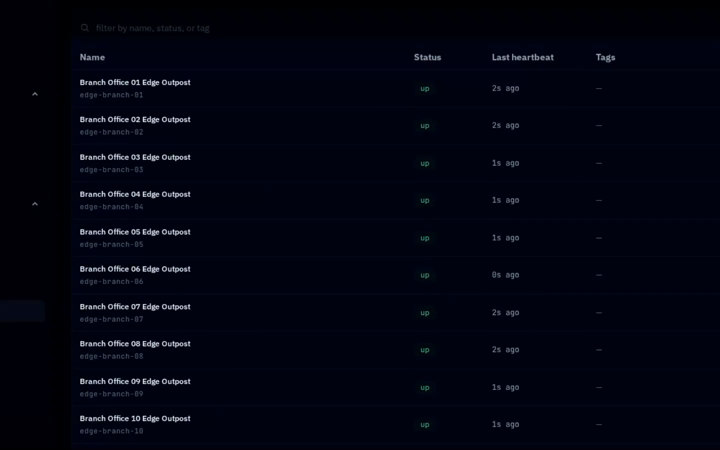 filter by name, status, or tag
Name Status Last heartbeat Tags
Branch Office 01 Edge Outpost
edge-branch-01
up 2s ago —
Branch Office 02 Edge Outpost
edge-branch-02
up 2s ago —
Branch Office 03 Edge Outpost
edge-branch-03
up 1s ago —
Branch Office 04 Edge Outpost
edge-branch-04
up 1s ago —
Branch Office 05 Edge Outpost
edge-branch-05
up 1s ago —
Branch Office 06 Edge Outpost
edge-branch-06
up 0s ago —
Branch Office 07 Edge Outpost
edge-branch-07
up 2s ago —
Branch Office 08 Edge Outpost
edge-branch-08
up 2s ago —
Branch Office 09 Edge Outpost
edge-branch-09
up 1s ago —
Branch Office 10 Edge Outpost
edge-branch-10
up 1s ago —